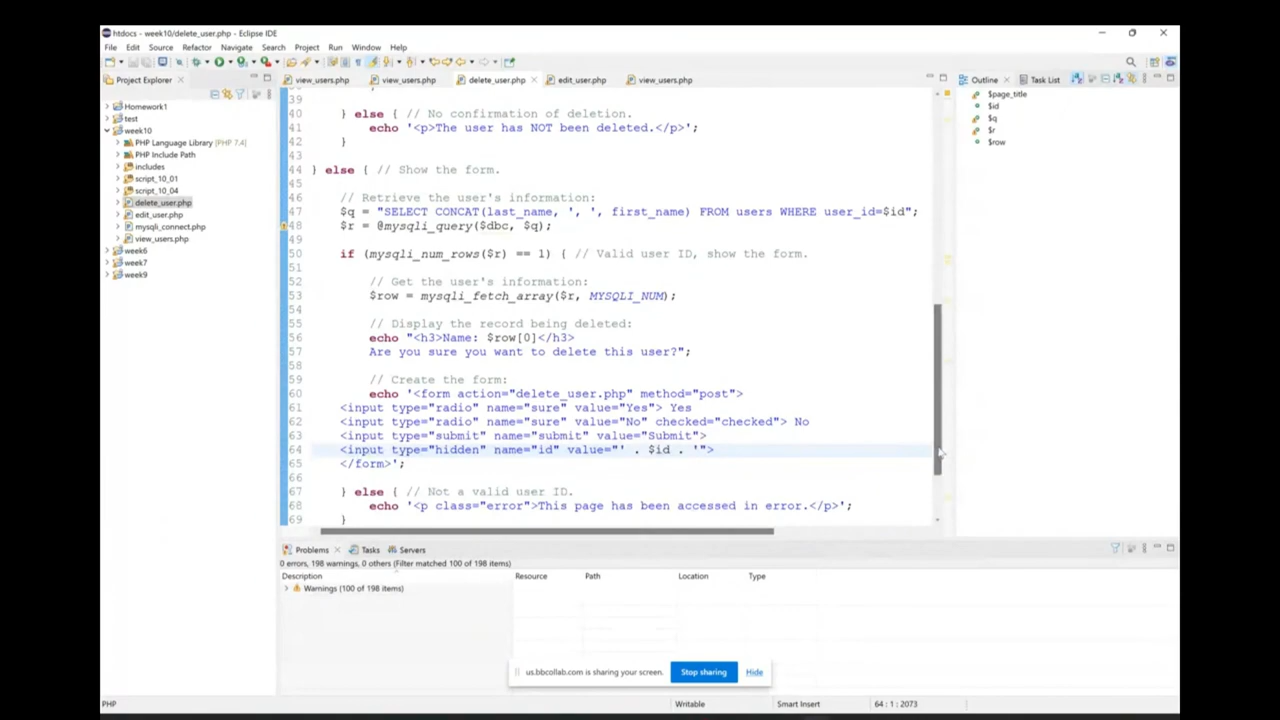 htdocs - week10/delete_user.php - Eclipse IDE
File Edit Source Refactor Navigate Search Project Run Window Help
Project Explorer
view_users.php
view_users.php
delete_user.php
edit_user.php
view_users.php
Outline
Task List
Homework1
test
week10
PHP Language Library [PHP 7.4]
PHP Include Path
includes
script_10_01
script_10_04
delete_user.php
edit_user.php
mysqli_connect.php
view_users.php
week6
week7
week9
39
40 } else { // No confirmation of deletion.
41 echo '<p>The user has NOT been deleted.</p>';
42 }
43
44 } else { // Show the form.
45
46 // Retrieve the user's information:
47 $q = "SELECT CONCAT(last_name, ', ', first_name) FROM users WHERE user_id=$id";
48 $r = @mysqli_query($dbc, $q);
49
50 if (mysqli_num_rows($r) == 1) { // Valid user ID, show the form.
51
52 // Get the user's information:
53 $row = mysqli_fetch_array($r, MYSQLI_NUM);
54
55 // Display the record being deleted:
56 echo "<h3>Name: $row[0]</h3>
57 Are you sure you want to delete this user?";
58
59 // Create the form:
60 echo '<form action="delete_user.php" method="post">
61 <input type="radio" name="sure" value="Yes"> Yes
62 <input type="radio" name="sure" value="No" checked="checked"> No
63 <input type="submit" name="submit" value="Submit">
64 <input type="hidden" name="id" value="' . $id . '">
65 </form>';
66
67 } else { // Not a valid user ID.
68 echo '<p class="error">This page has been accessed in error.</p>';
69 }
$page_title
$id
$q
$r
$row
Problems
Tasks
Servers
0 errors, 198 warnings, 0 others (Filter matched 100 of 198 items)
Description Resource Path Location Type
Warnings (100 of 198 items)
us.bbcollab.com is sharing your screen.
Stop sharing
Hide
PHP
Writable
Smart Insert
64 : 1 : 2073